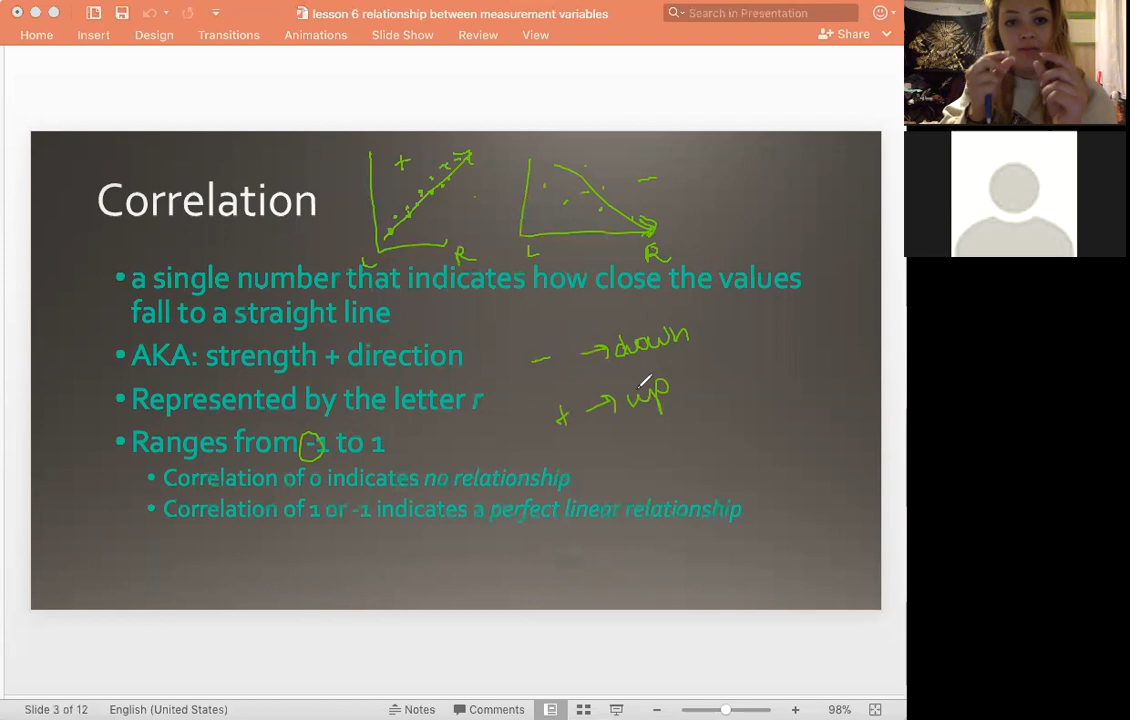 lesson 6 relationship between measurement variables
Search in Presentation
Home Insert Design Transitions Animations Slide Show Review View
Share
Correlation
+
-
L R L R
• a single number that indicates how close the values
fall to a straight line
- → down
• AKA: strength + direction
• Represented by the letter r
+ → up
• Ranges from -1 to 1
• Correlation of 0 indicates no relationship
• Correlation of 1 or -1 indicates a perfect linear relationship
Slide 3 of 12 English (United States) Notes Comments 98%